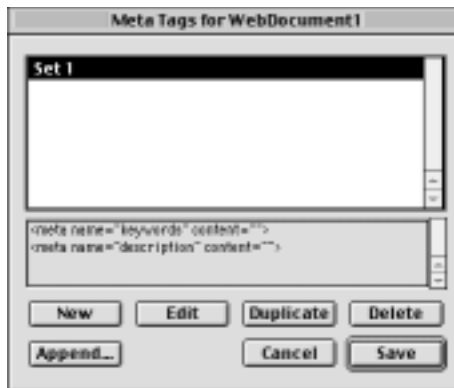 Meta Tags for WebDocument1
Set 1
<meta name="keywords" content="">
<meta name="description" content="">
New Edit Duplicate Delete
Append... Cancel Save